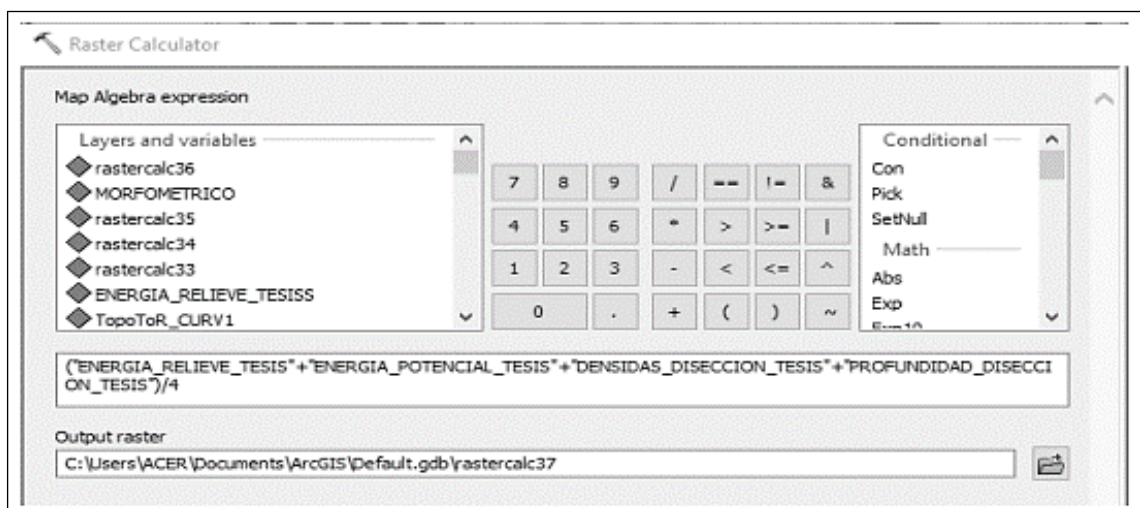 Raster Calculator
Map Algebra expression
Layers and variables
rastercalc36
MORFOMETRICO
rastercalc35
rastercalc34
rastercalc33
ENERGIA_RELIEVE_TESISS
TopoToR_CURV1
7 8 9 / == != &
4 5 6 * > >= |
1 2 3 - < <= ^
0 . + ( ) ~
Conditional
Con
Pick
SetNull
Math
Abs
Exp
Exp10
("ENERGIA_RELIEVE_TESIS"+"ENERGIA_POTENCIAL_TESIS"+"DENSIDAS_DISECCION_TESIS"+"PROFUNDIDAD_DISECCI
ON_TESIS")/4
Output raster
C:\Users\ACER\Documents\ArcGIS\Default.gdb\rastercalc37